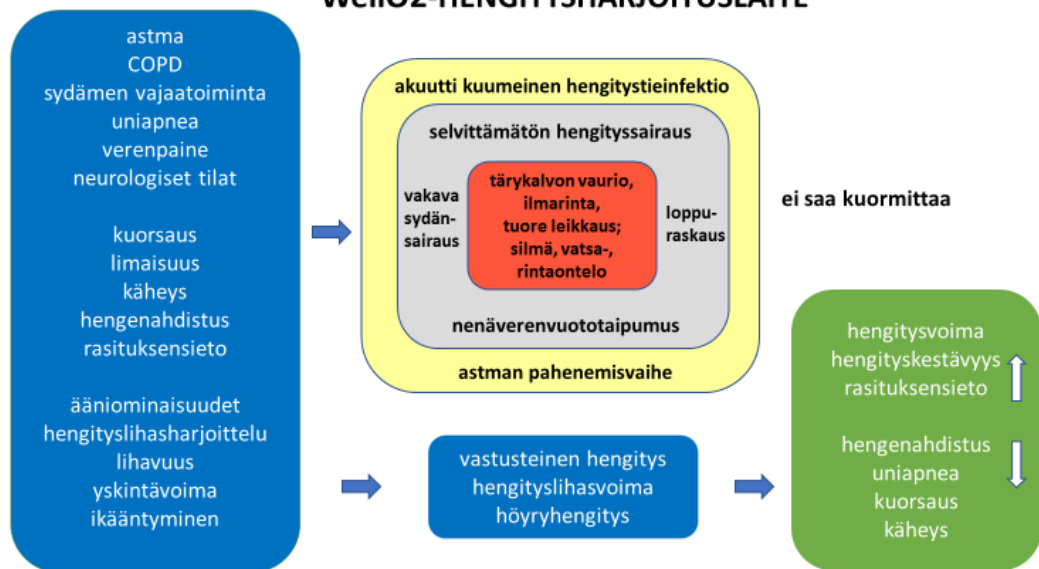 WellO2-HENGITYSHARJOITUSLAITE
astma
COPD
sydämen vajaatoiminta
uniapnea
verenpaine
neurologiset tilat
kuorsaus
limaisuus
käheys
hengenahdistus
rasituksensieto
ääniominaisuudet
hengityslihasharjoittelu
lihavuus
yskintävoima
ikääntyminen
akuutti kuumeinen hengitystieinfektio
selvittämätön hengityssairaus
vakava
sydän-
sairaus
tärykalvon vaurio,
ilmarinta,
tuore leikkaus;
silmä, vatsa-,
rintaontelo
loppu-
raskaus
nenäverenvuototaipumus
astman pahenemisvaihe
ei saa kuormittaa
vastusteinen hengitys
hengityslihasvoima
höyryhengitys
hengitysvoima
hengityskestävyys
rasituksensieto
hengenahdistus
uniapnea
kuorsaus
käheys